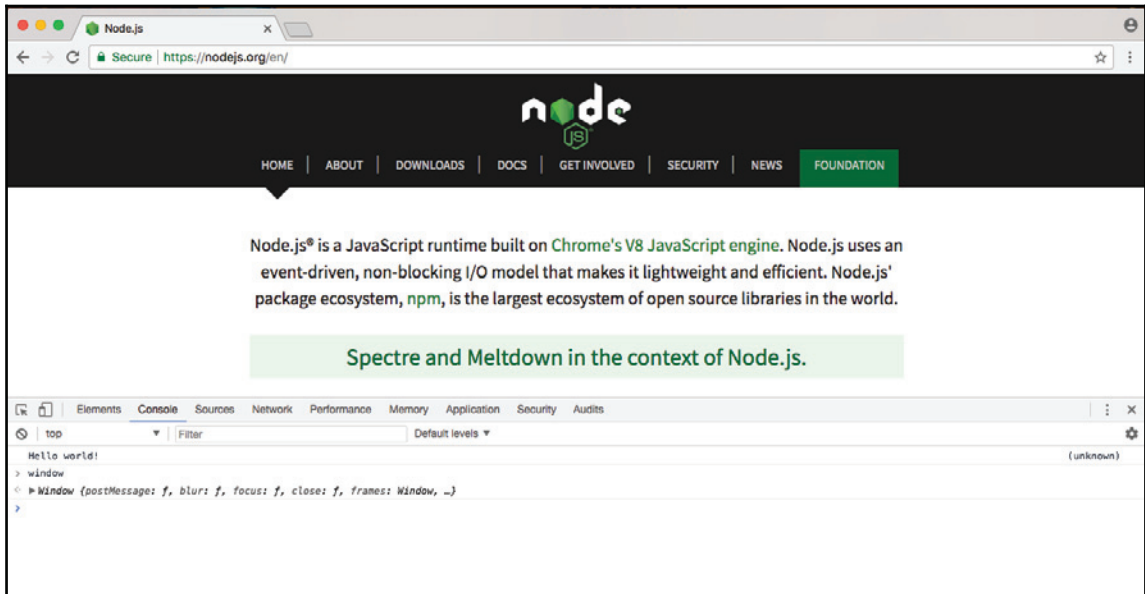 Node.js
Secure | https://nodejs.org/en/
node
JS
HOME | ABOUT | DOWNLOADS | DOCS | GET INVOLVED | SECURITY | NEWS FOUNDATION
Node.js® is a JavaScript runtime built on Chrome's V8 JavaScript engine. Node.js uses an
event-driven, non-blocking I/O model that makes it lightweight and efficient. Node.js'
package ecosystem, npm, is the largest ecosystem of open source libraries in the world.
Spectre and Meltdown in the context of Node.js.
Elements Console Sources Network Performance Memory Application Security Audits
top Filter Default levels ▼
Hello world! (unknown)
> window
< ▶ Window {postMessage: ƒ, blur: ƒ, focus: ƒ, close: ƒ, frames: Window, …}
>